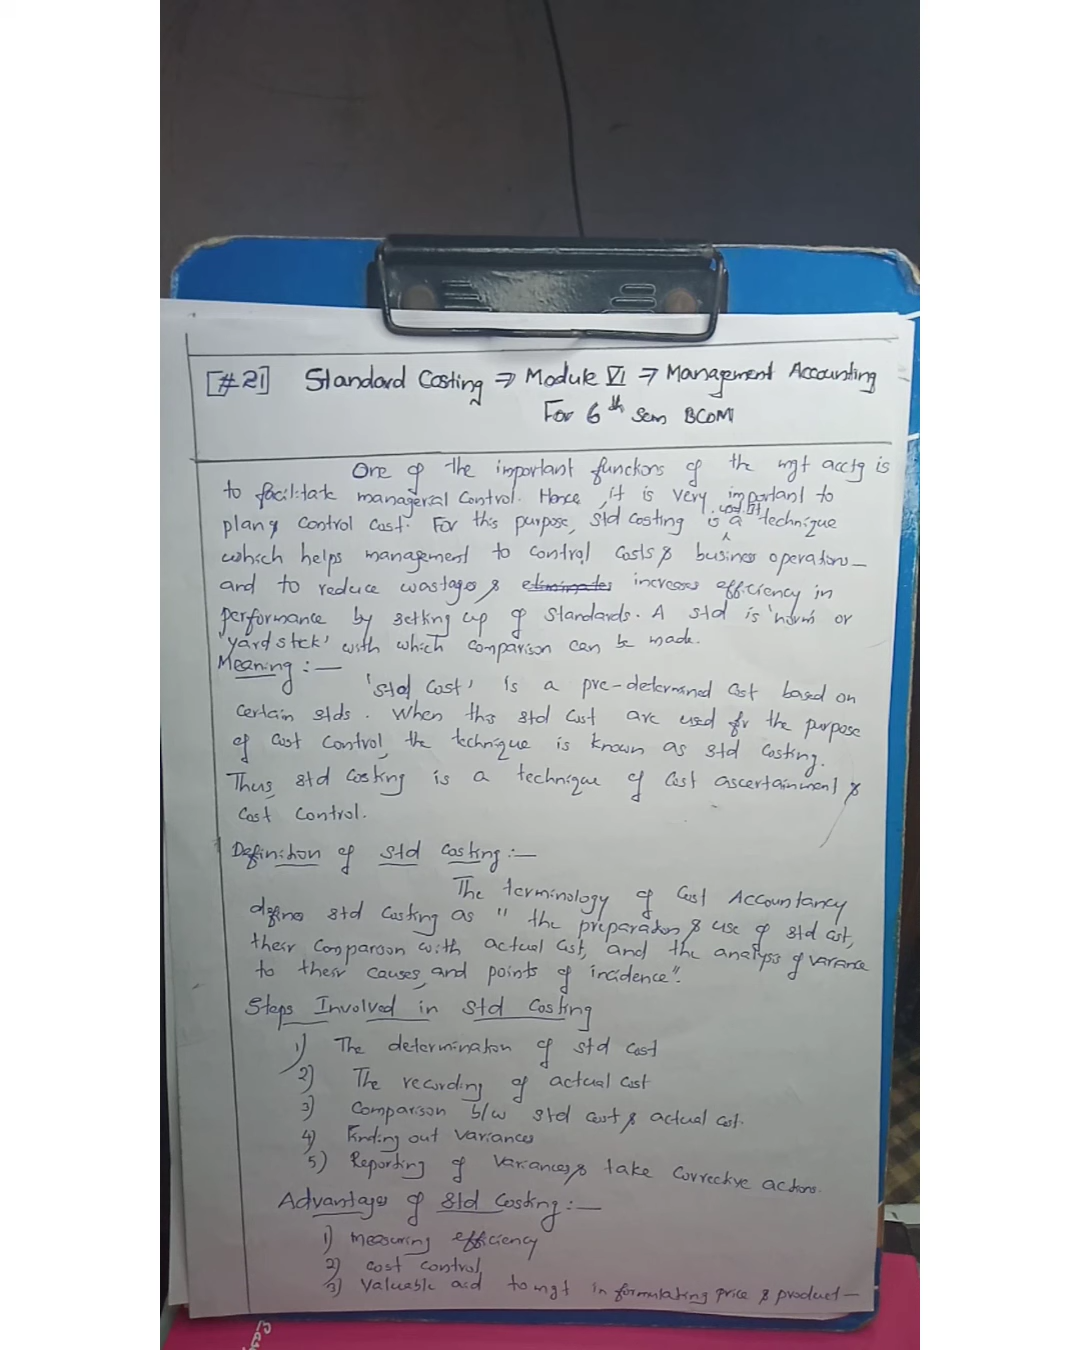 [#21] Standard Costing → Module VI → Management Accounting
For 6th Sem BCOM
One of the important functions of the mgt acctg is
to facilitate managerial Control. Hence, it is very important to
plan & Control Cost. For this purpose, std Costing is a technique
which helps management to control costs & business operations
and to reduce wastages & eliminates increases efficiency in
performance by setting up of Standards. A std is 'norm' or
'yard stick' with which comparison can be made.
Meaning :—
'Std Cost' is a pre-determined Cost based on
certain stds. When the std Cost are used for the purpose
of Cost Control, the technique is known as std Costing.
Thus, std Costing is a technique of Cost ascertainment &
Cost Control.
Definition of std Costing :—
The terminology of Cost Accountancy
defines std Costing as " the preparation & use of std cost,
their Comparson with actual Cost, and the analysis of variance
to their causes, and points of incidence".
Steps Involved in Std Costing
1) The determination of std Cost
2) The recording of actual Cost
3) Comparison b/w std cost & actual cost.
4) Finding out variances
5) Reporting of Variances & take Corrective actions.
Advantages of Std Costing :—
1) measuring efficiency
2) cost control
3) Valuable aid to mgt in formulating price & product —